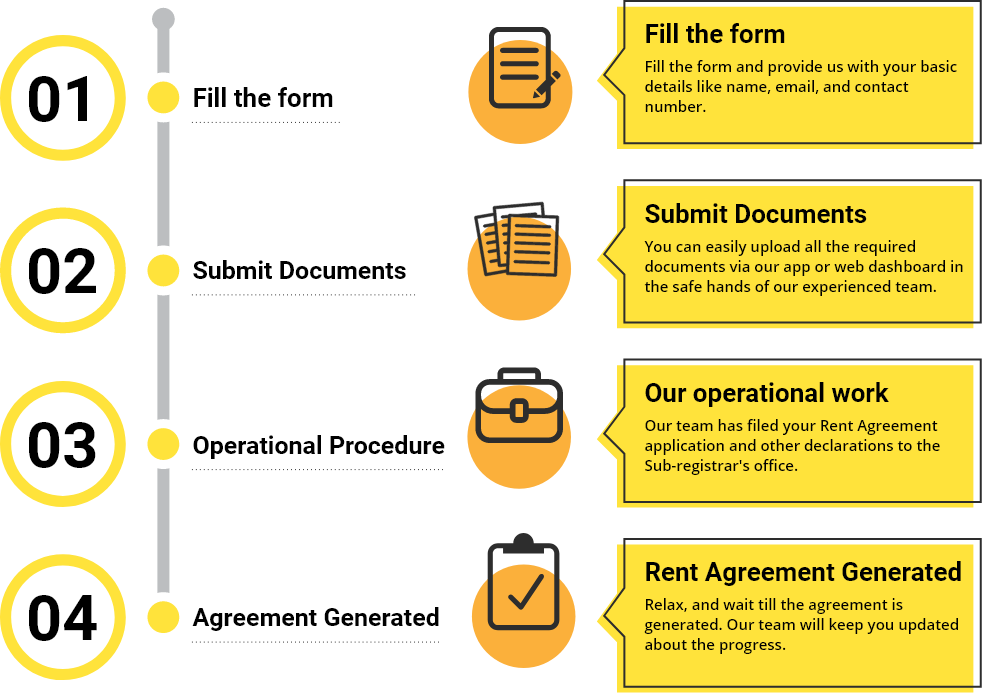 01
Fill the form
Fill the form
Fill the form and provide us with your basic
details like name, email, and contact
number.
02
Submit Documents
Submit Documents
You can easily upload all the required
documents via our app or web dashboard in
the safe hands of our experienced team.
03
Operational Procedure
Our operational work
Our team has filed your Rent Agreement
application and other declarations to the
Sub-registrar's office.
04
Agreement Generated
Rent Agreement Generated
Relax, and wait till the agreement is
generated. Our team will keep you updated
about the progress.